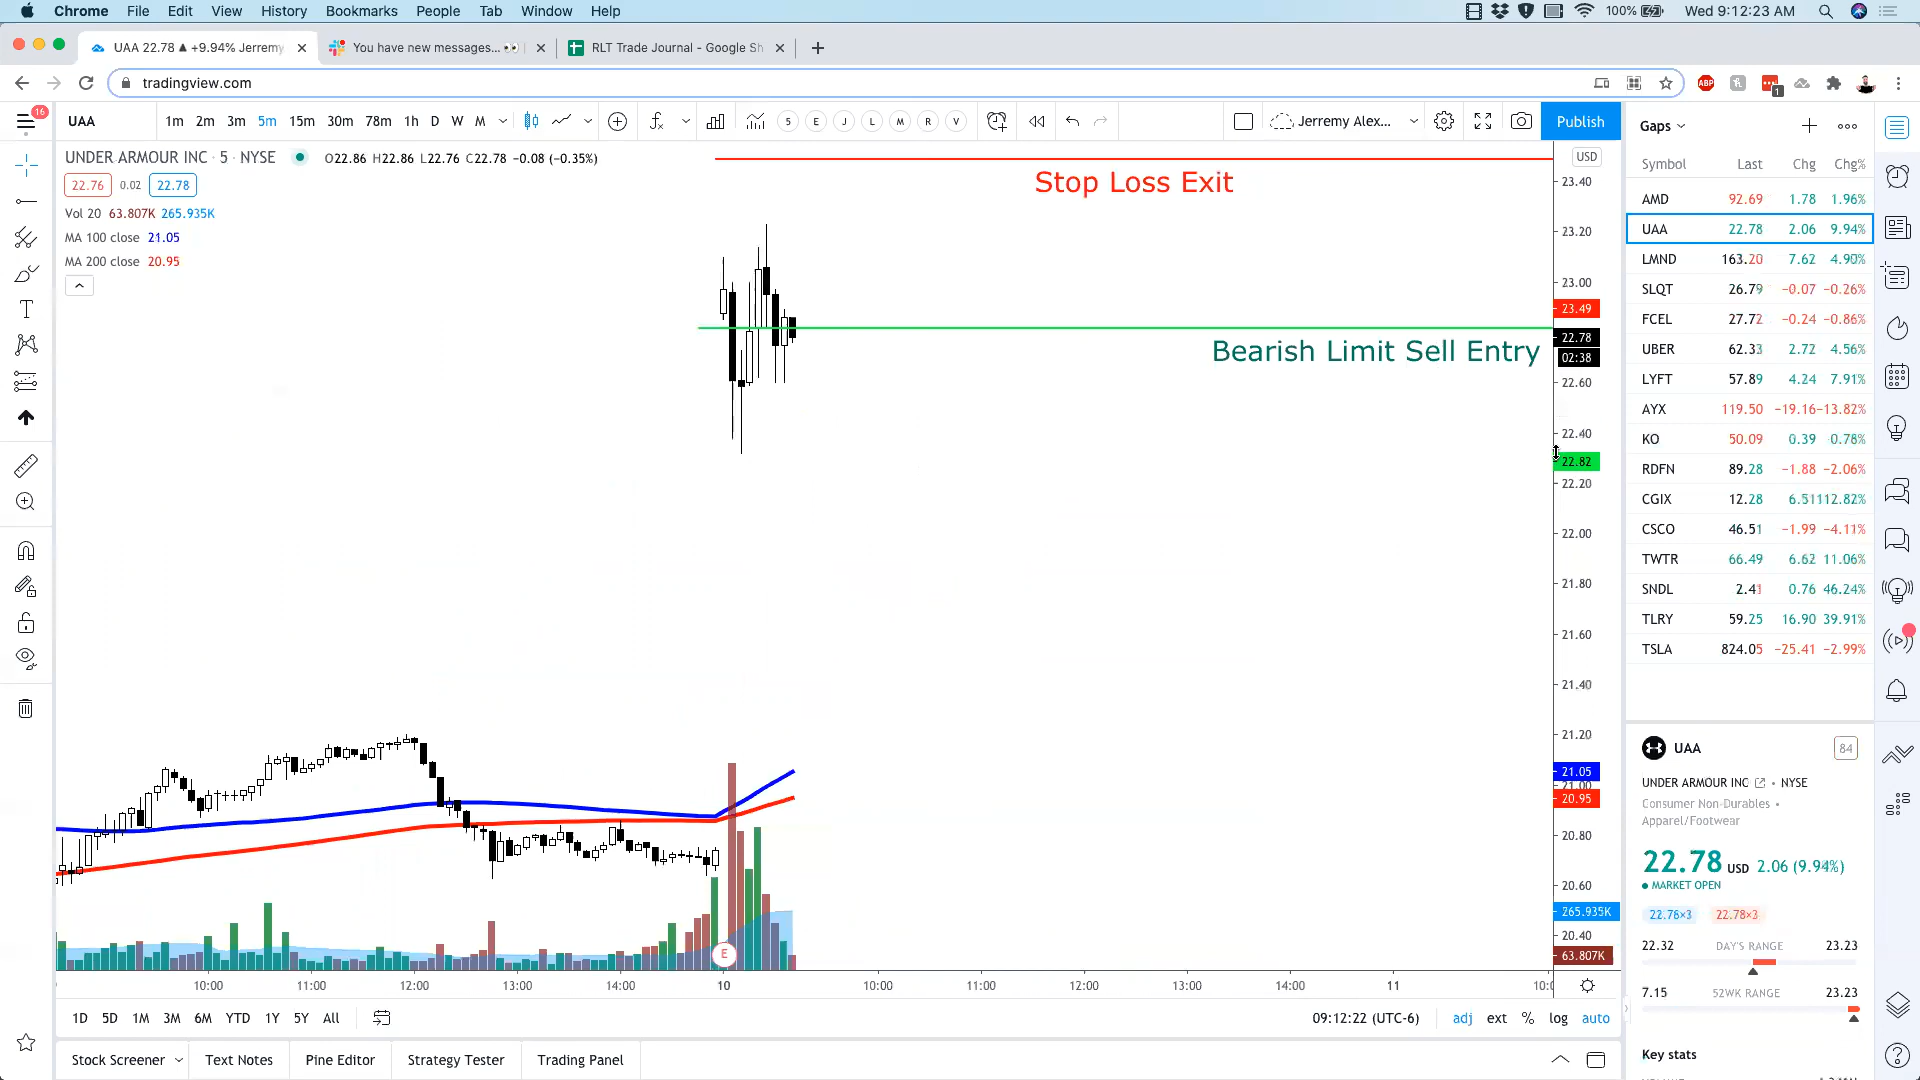 Chrome File Edit View History Bookmarks People Tab Window Help 100% Wed 9:12:23 AM
UAA 22.78 ▲ +9.94% Jerremy You have new messages... RLT Trade Journal - Google Sh
tradingview.com
ABP 1
16 UAA 1m 2m 3m 5m 15m 30m 78m 1h D W M S E J L M R V Jerremy Alex... Publish Gaps
UNDER ARMOUR INC · 5 · NYSE O22.86 H22.86 L22.76 C22.78 −0.08 (−0.35%) USD
22.76 0.02 22.78
Vol 20 63.807K 265.935K
MA 100 close 21.05
MA 200 close 20.95
Stop Loss Exit
Bearish Limit Sell Entry
23.40
23.20
23.00
23.49
22.78
02:38
22.60
22.40
22.82
22.20
22.00
21.80
21.60
21.40
21.20
21.05
21.00
20.95
20.80
20.60
265.935K
20.40
63.807K
E
10:00 11:00 12:00 13:00 14:00 10 10:00 11:00 12:00 13:00 14:00 11 10:0
1D 5D 1M 3M 6M YTD 1Y 5Y All 09:12:22 (UTC-6) adj ext % log auto
Stock Screener Text Notes Pine Editor Strategy Tester Trading Panel
Symbol Last Chg Chg%
AMD 92.69 1.78 1.96%
UAA 22.78 2.06 9.94%
LMND 163.20 7.62 4.90%
SLQT 26.79 −0.07 −0.26%
FCEL 27.72 −0.24 −0.86%
UBER 62.33 2.72 4.56%
LYFT 57.89 4.24 7.91%
AYX 119.50 −19.16 −13.82%
KO 50.09 0.39 0.78%
RDFN 89.28 −1.88 −2.06%
CGIX 12.28 6.51 112.82%
CSCO 46.51 −1.99 −4.11%
TWTR 66.49 6.62 11.06%
SNDL 2.41 0.76 46.24%
TLRY 59.25 16.90 39.91%
TSLA 824.05 −25.41 −2.99%
UAA 84
UNDER ARMOUR INC • NYSE
Consumer Non-Durables •
Apparel/Footwear
22.78 USD 2.06 (9.94%)
MARKET OPEN
22.76×3 22.78×3
22.32 DAY'S RANGE 23.23
7.15 52WK RANGE 23.23
Key stats